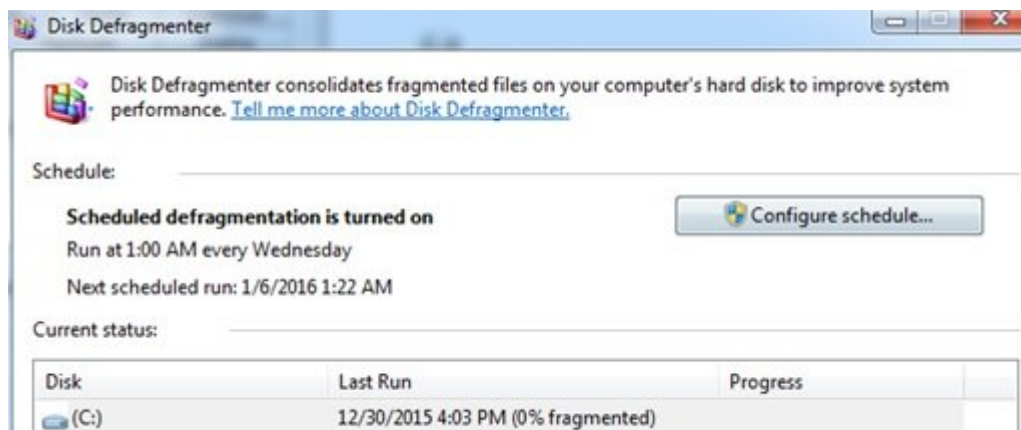 Disk Defragmenter
Disk Defragmenter consolidates fragmented files on your computer's hard disk to improve system
performance. Tell me more about Disk Defragmenter.
Schedule:
Scheduled defragmentation is turned on
Configure schedule...
Run at 1:00 AM every Wednesday
Next scheduled run: 1/6/2016 1:22 AM
Current status:
Disk Last Run Progress
(C:) 12/30/2015 4:03 PM (0% fragmented)